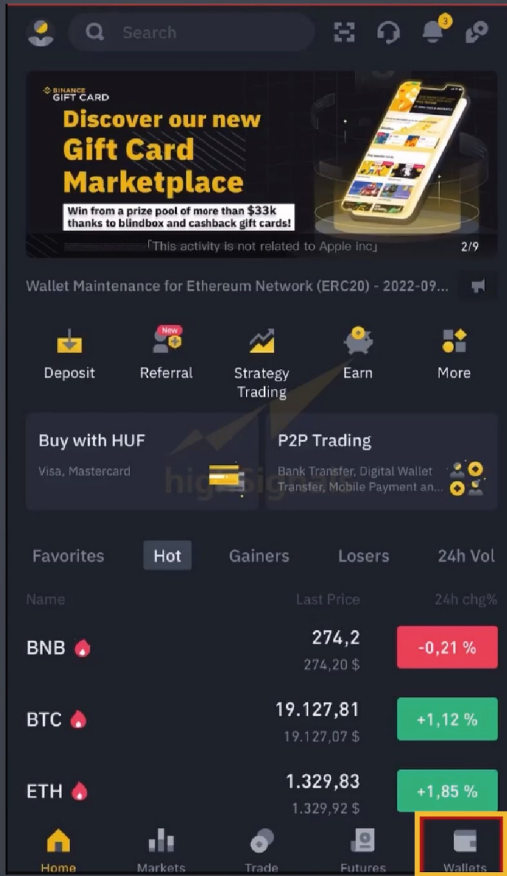 3
Search
BINANCE
GIFT CARD
Discover our new
Gift Card
Marketplace
Win from a prize pool of more than $33k
thanks to blindbox and cashback gift cards!
「This activity is not related to Apple inc」
2/9
Wallet Maintenance for Ethereum Network (ERC20) - 2022-09...
New
Deposit Referral Strategy Trading Earn More
Buy with HUF
Visa, Mastercard
P2P Trading
Bank Transfer, Digital Wallet
Transfer, Mobile Payment an...
Favorites Hot Gainers Losers 24h Vol
Name Last Price 24h chg%
BNB 274,2 -0,21 %
274,20 $
BTC 19.127,81 +1,12 %
19.127,07 $
ETH 1.329,83 +1,85 %
1.329,92 $
Home Markets Trade Futures Wallets